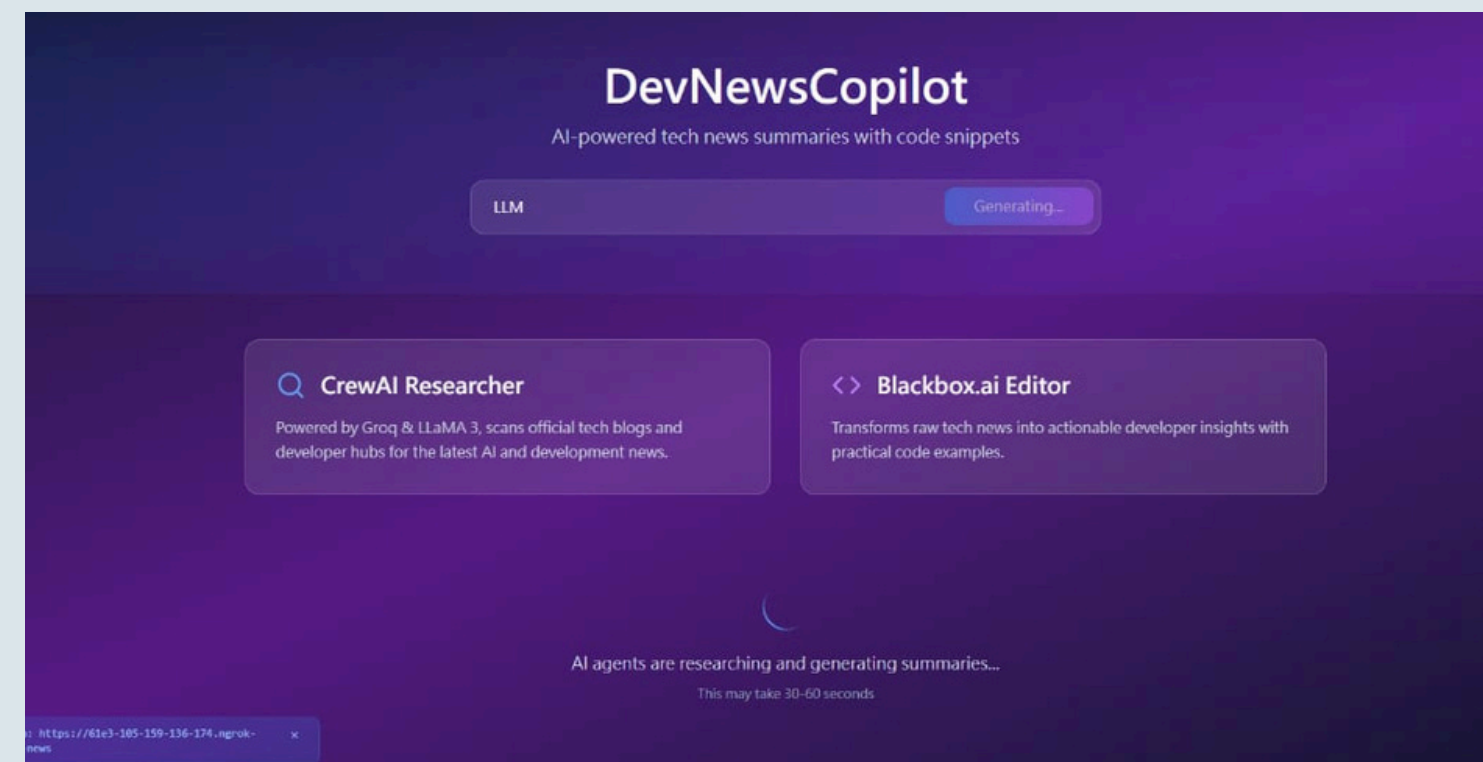 DevNewsCopilot
AI-powered tech news summaries with code snippets
LLM
Generating...
CrewAI Researcher
Powered by Groq & LLaMA 3, scans official tech blogs and
developer hubs for the latest AI and development news.
<> Blackbox.ai Editor
Transforms raw tech news into actionable developer insights with
practical code examples.
AI agents are researching and generating summaries...
This may take 30-60 seconds
: https://61e3-105-159-136-174.ngrok- ×
news